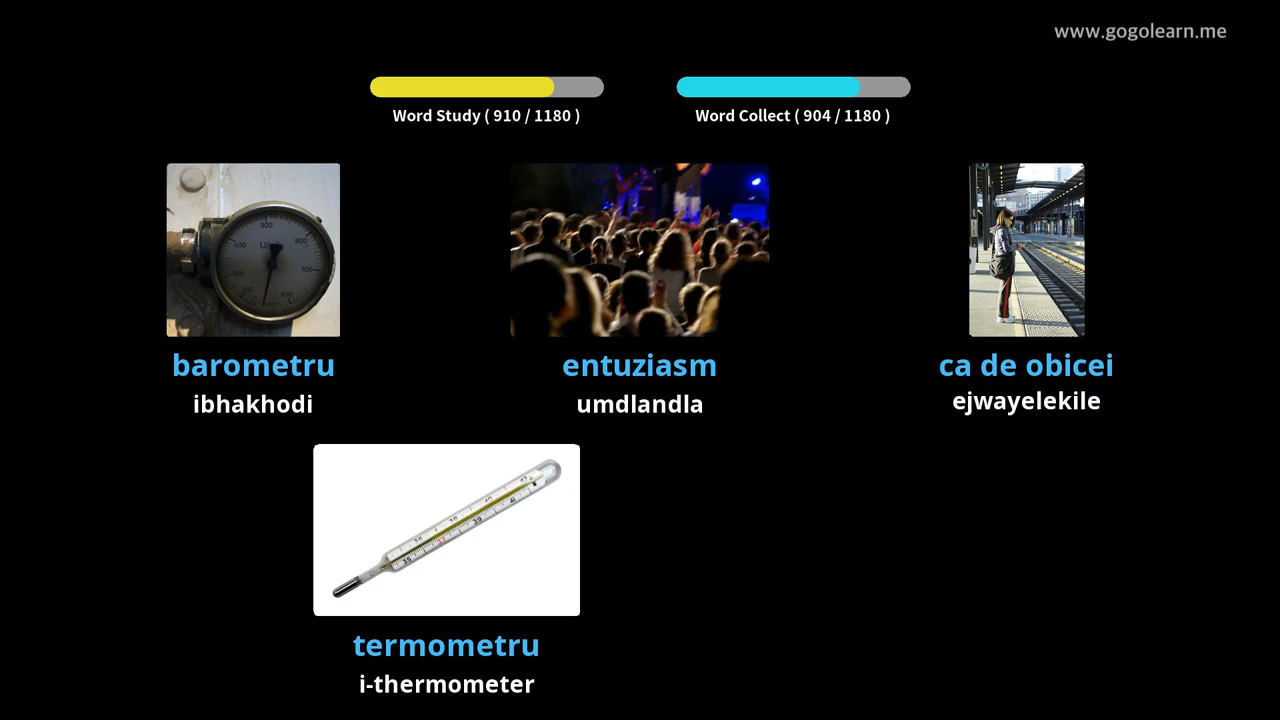 www.gogolearn.me
Word Study ( 910 / 1180 )
Word Collect ( 904 / 1180 )
barometru
ibhakhodi
entuziasm
umdlandla
ca de obicei
ejwayelekile
termometru
i-thermometer